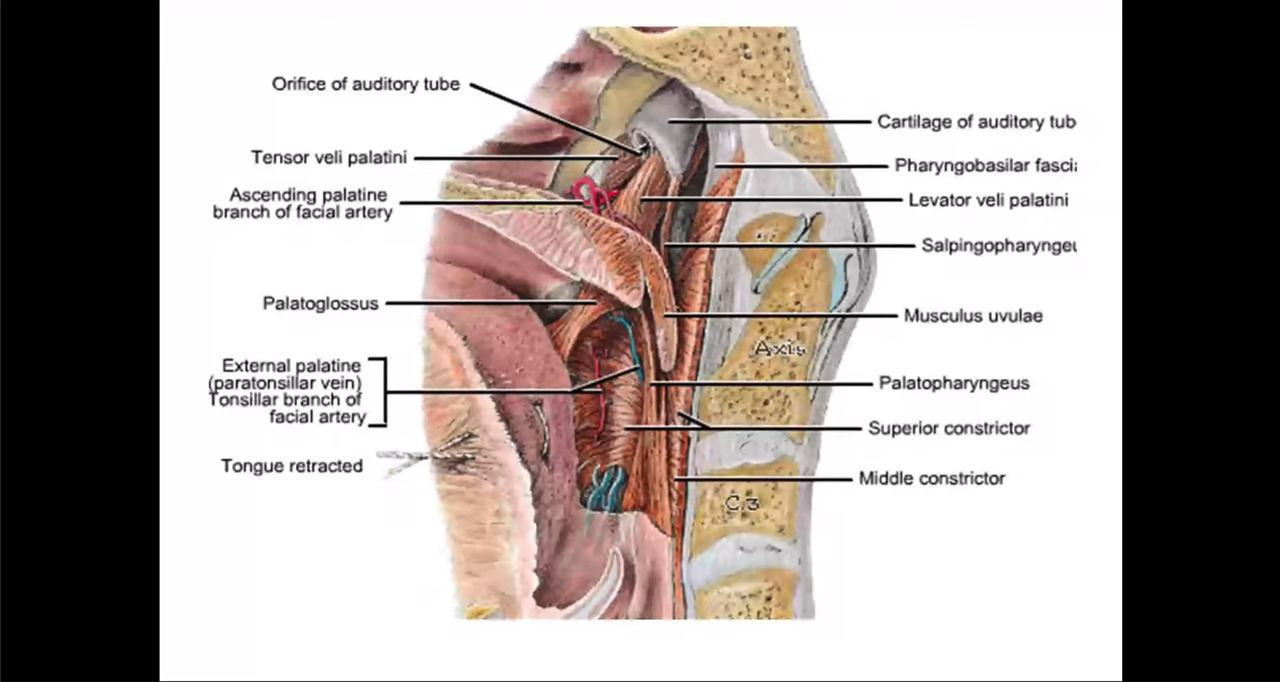 Orifice of auditory tube
Tensor veli palatini
Ascending palatine
branch of facial artery
Palatoglossus
External palatine
(paratonsillar vein)
Tonsillar branch of
facial artery
Tongue retracted
Cartilage of auditory tub
Pharyngobasilar fascia
Levator veli palatini
Salpingopharyngeu
Musculus uvulae
Palatopharyngeus
Superior constrictor
Middle constrictor
Axis
C.3